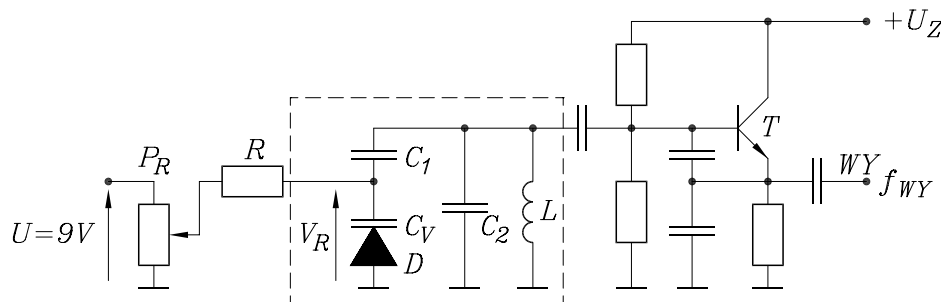 +U_Z
P_R
R
C_1
T
WY
f_WY
U=9V
V_R
C_V
C_2
L
D